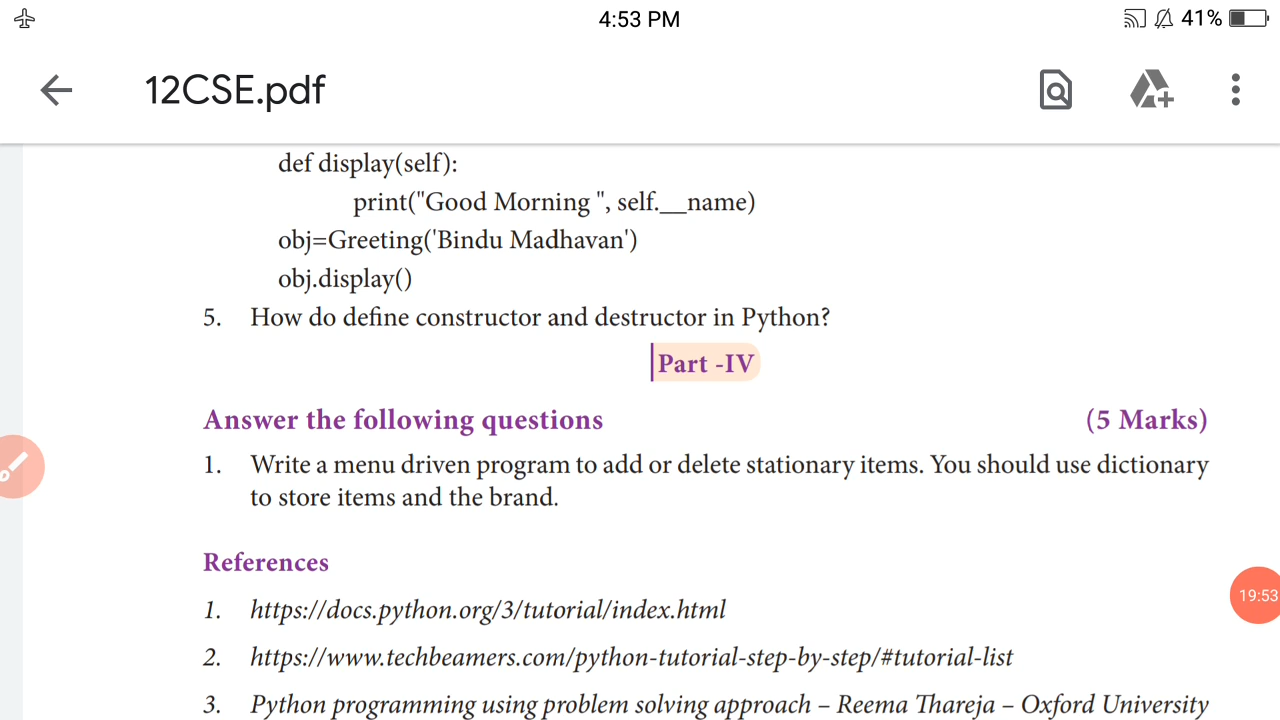 4:53 PM
41%
12CSE.pdf
def display(self):
print("Good Morning ", self.__name)
obj=Greeting('Bindu Madhavan')
obj.display()
5. How do define constructor and destructor in Python?
Part -IV
Answer the following questions (5 Marks)
1. Write a menu driven program to add or delete stationary items. You should use dictionary
to store items and the brand.
References
1. https://docs.python.org/3/tutorial/index.html
19:53
2. https://www.techbeamers.com/python-tutorial-step-by-step/#tutorial-list
3. Python programming using problem solving approach – Reema Thareja – Oxford University